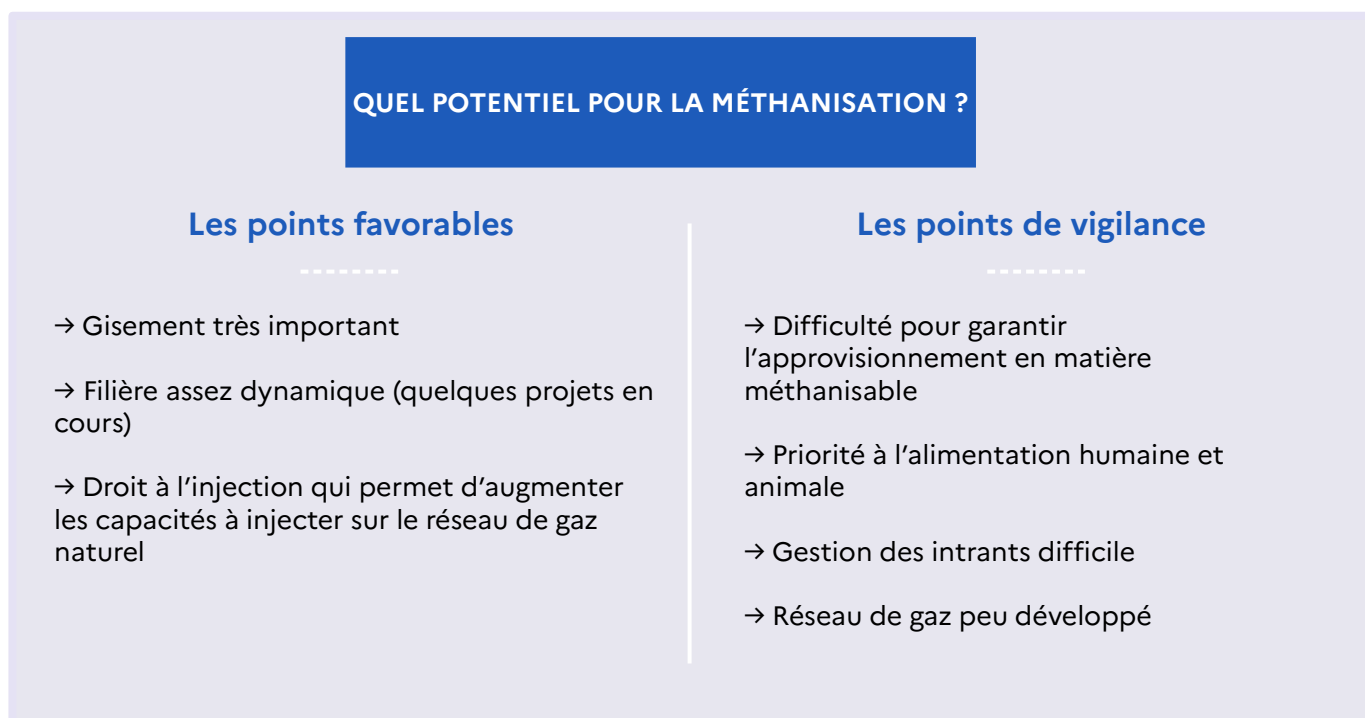 QUEL POTENTIEL POUR LA MÉTHANISATION ?
Les points favorables
→ Gisement très important
→ Filière assez dynamique (quelques projets en
cours)
→ Droit à l'injection qui permet d'augmenter
les capacités à injecter sur le réseau de gaz
naturel
Les points de vigilance
→ Difficulté pour garantir
l'approvisionnement en matière
méthanisable
→ Priorité à l'alimentation humaine et
animale
→ Gestion des intrants difficile
→ Réseau de gaz peu développé